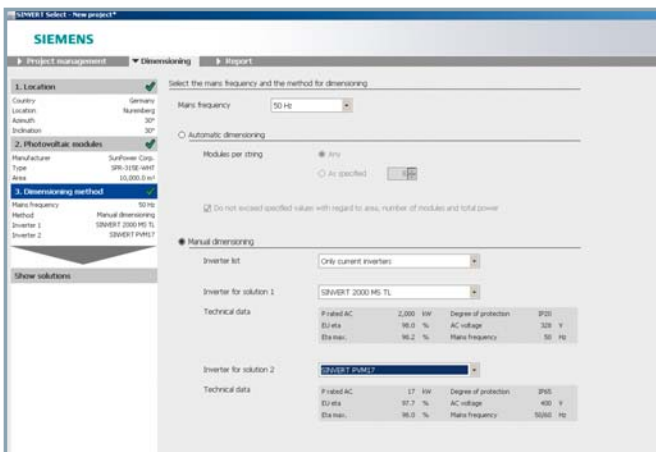 SINVERT Select - New project*
SIEMENS
Project management
Dimensioning
Report
1. Location
Country Germany
Location Nuremberg
Azimuth 30°
Inclination 30°
2. Photovoltaic modules
Manufacturer SunPower Corp.
Type SPR-315E-WHT
Area 10,000.0 m²
3. Dimensioning method
Mains frequency 50 Hz
Method Manual dimensioning
Inverter 1 SINVERT 2000 MS TL
Inverter 2 SINVERT PVM17
Show solutions
Select the mains frequency and the method for dimensioning
Mains frequency 50 Hz
Automatic dimensioning
Modules per string Any
As specified
Do not exceed specified values with regard to area, number of modules and total power
Manual dimensioning
Inverter list Only current inverters
Inverter for solution 1 SINVERT 2000 MS TL
Technical data P rated AC 2,000 kW Degree of protection IP20
EU eta 98.0 % AC voltage 328 V
Eta max. 98.2 % Mains frequency 50 Hz
Inverter for solution 2 SINVERT PVM17
Technical data P rated AC 17 kW Degree of protection IP65
EU eta 97.7 % AC voltage 400 V
Eta max. 98.0 % Mains frequency 50/60 Hz